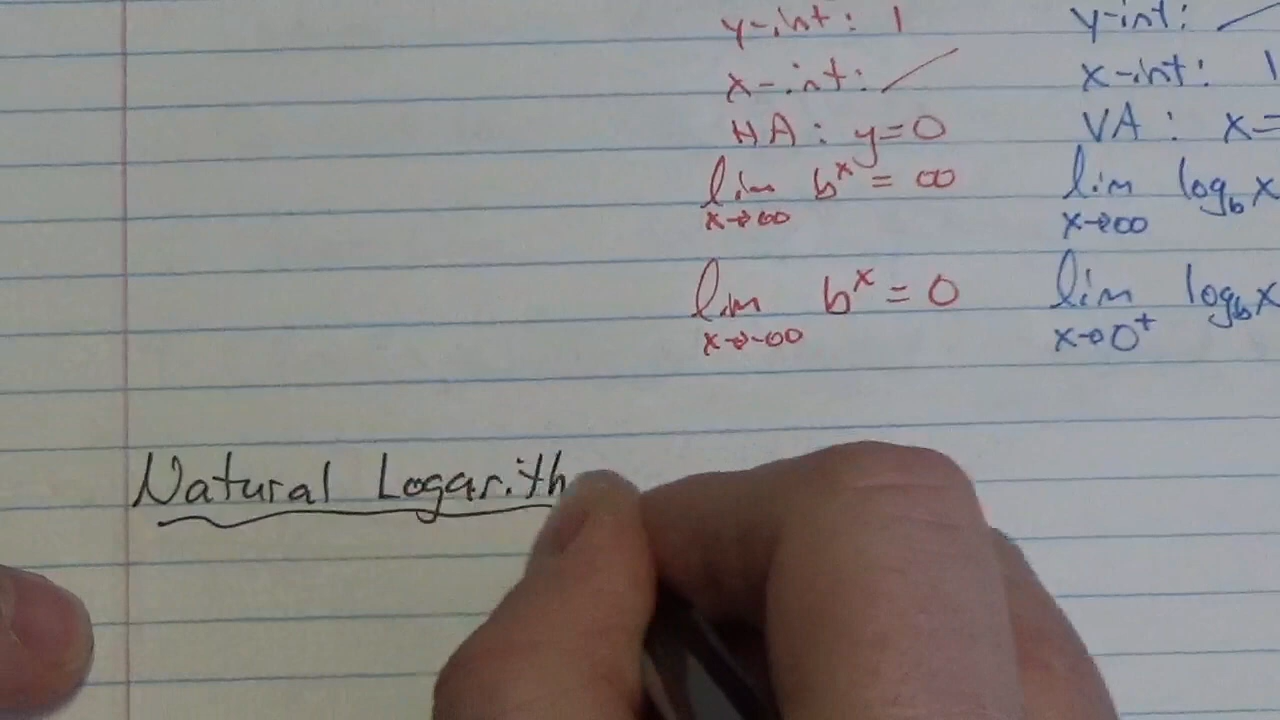 y-int: 1
x-int: /
HA: y=0
lim b^x = ∞
x→∞
lim b^x = 0
x→-∞
y-int: /
x-int: 1
VA: x=
lim log_b x
x→∞
lim log_b x
x→0^+
Natural Logarith